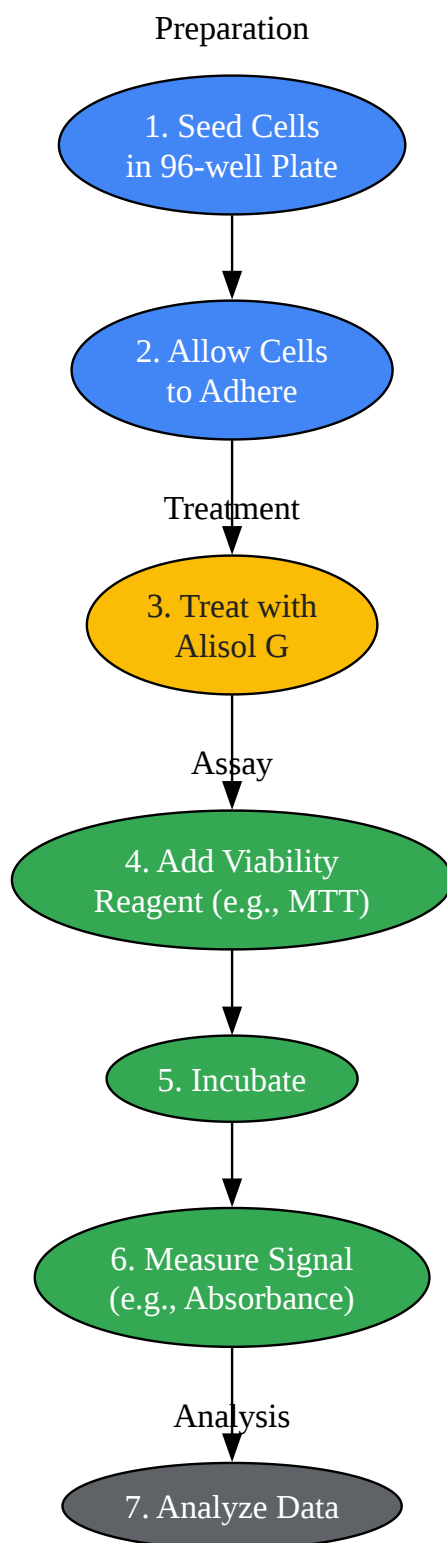 Preparation
1. Seed Cells
in 96-well Plate
2. Allow Cells
to Adhere
Treatment
3. Treat with
Alisol G
Assay
4. Add Viability
Reagent (e.g., MTT)
5. Incubate
6. Measure Signal
(e.g., Absorbance)
Analysis
7. Analyze Data